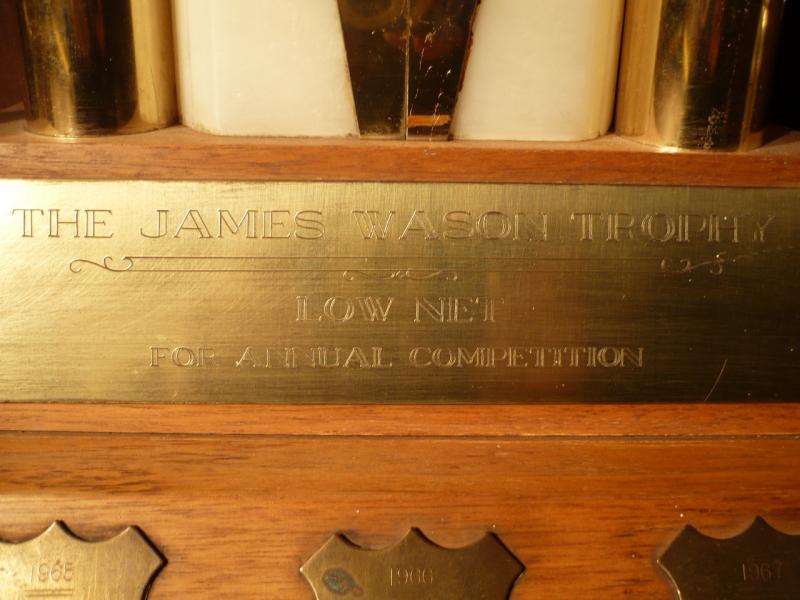 THE JAMES WASON TROPHY
LOW NET
FOR ANNUAL COMPETITION
1965
1966
1967